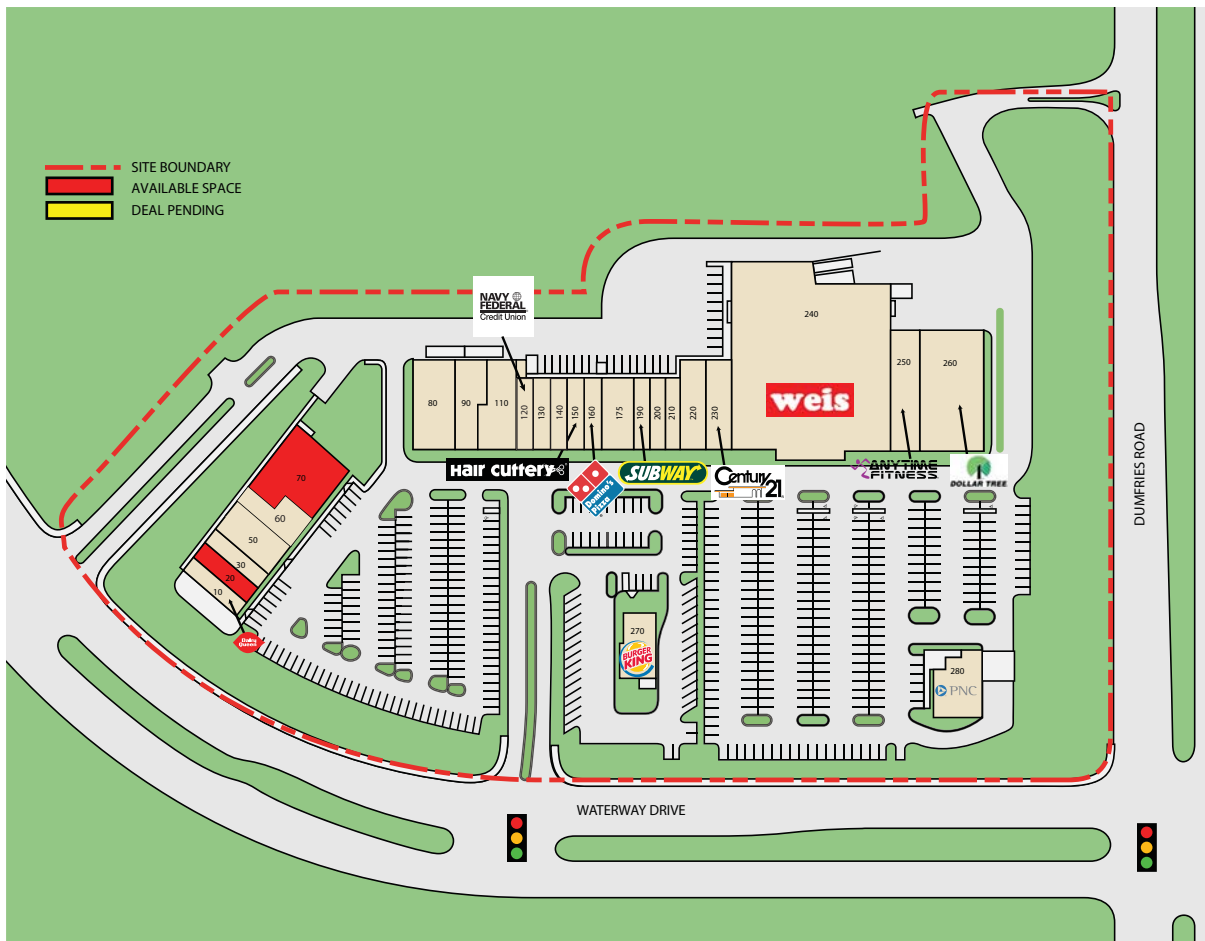 SITE BOUNDARY
AVAILABLE SPACE
DEAL PENDING
NAVY
FEDERAL
Credit Union
240
250
260
80
90
110
120
130
140
150
160
175
190
200
210
220
230
weis
Hair Cuttery
Domino's
Pizza
SUBWAY
Century
21
ANYTIME
FITNESS
DOLLAR TREE
70
60
50
30
20
10
Dairy
Queen
270
BURGER
KING
280
PNC
DUMFRIES ROAD
WATERWAY DRIVE